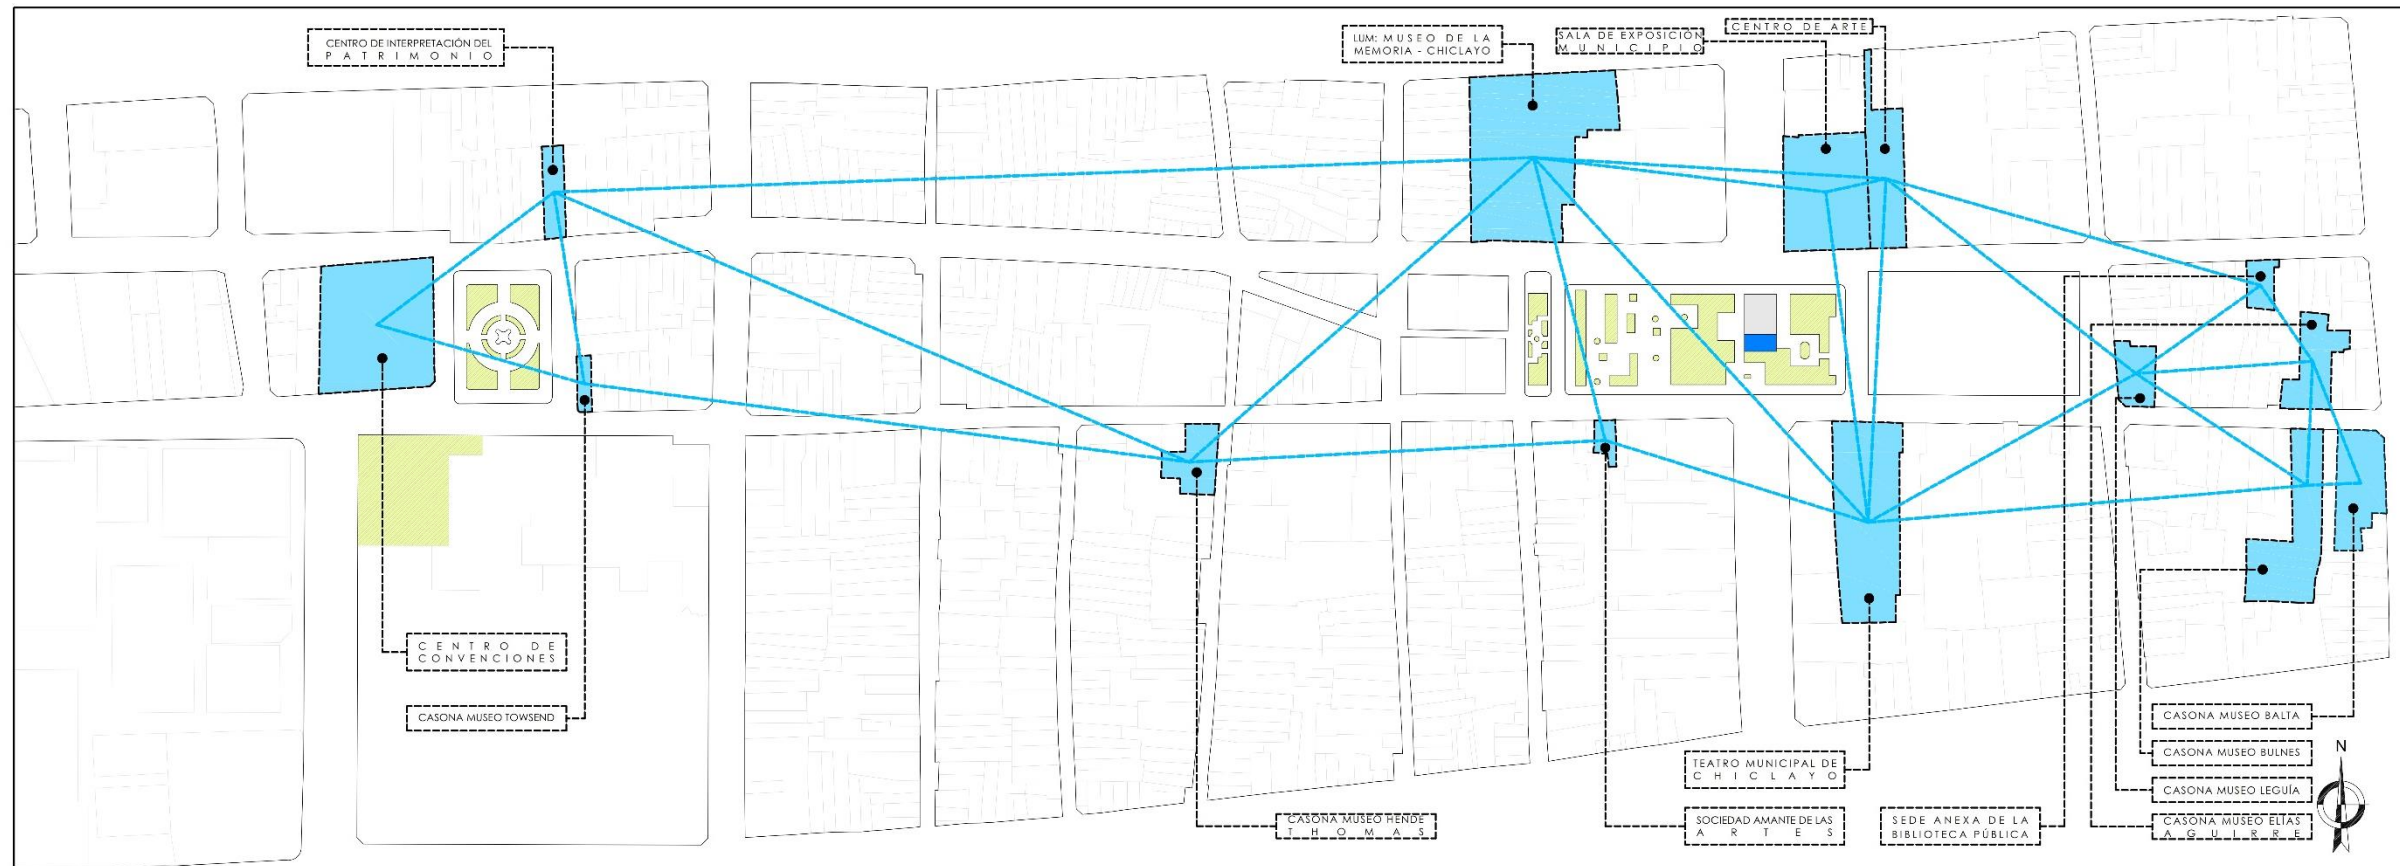 CENTRO DE INTERPRETACIÓN DEL
PATRIMONIO
LUM: MUSEO DE LA
MEMORIA - CHICLAYO
SALA DE EXPOSICIÓN
MUNICIPIO
CENTRO DE ARTE
CENTRO DE
CONVENCIONES
CASONA MUSEO TOWSEND
CASONA MUSEO HENDE
THOMAS
TEATRO MUNICIPAL DE
CHICLAYO
SOCIEDAD AMANTE DE LAS
ARTES
SEDE ANEXA DE LA
BIBLIOTECA PÚBLICA
CASONA MUSEO BALTA
CASONA MUSEO BULNES
CASONA MUSEO LEGUÍA
CASONA MUSEO ELÍAS
AGUIRRE
N